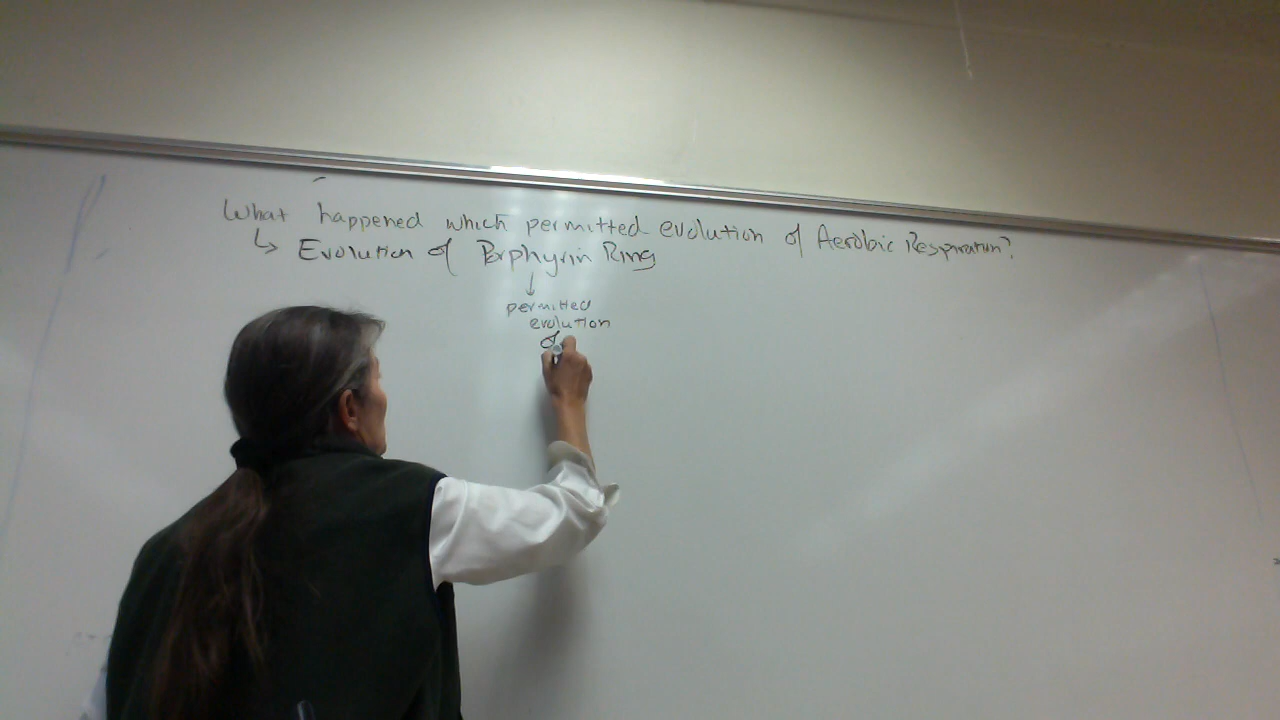 What happened which permitted evolution of Aerobic Respiration?
↳ Evolution of Porphyrin Ring
↓
permitted
evolution
of